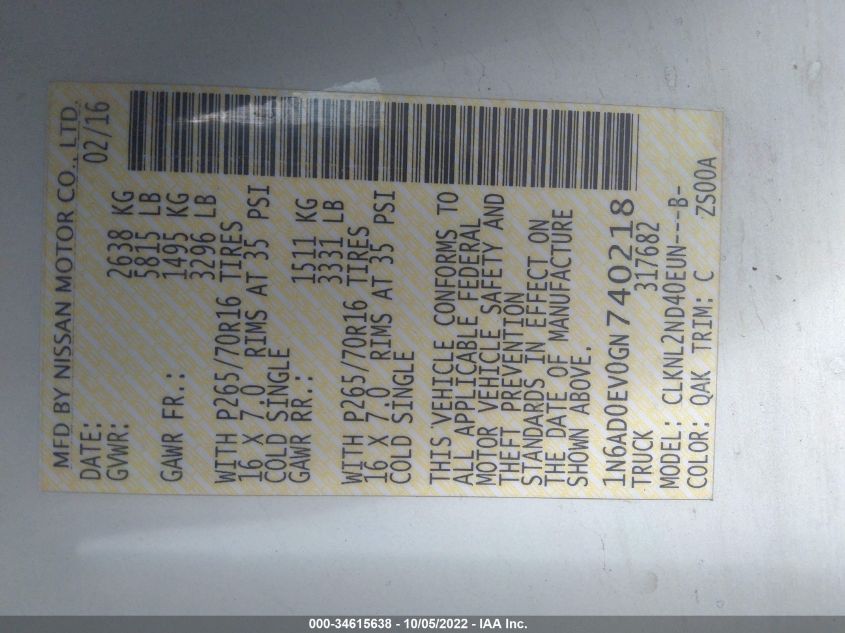 MFD BY NISSAN MOTOR CO., LTD.
DATE: 02/16
GVWR: 2638 KG
5815 LB
GAWR FR.: 1495 KG
3296 LB
WITH P265/70R16 TIRES
16 X 7.0 RIMS AT 35 PSI
COLD SINGLE
GAWR RR.: 1511 KG
3331 LB
WITH P265/70R16 TIRES
16 X 7.0 RIMS AT 35 PSI
COLD SINGLE
THIS VEHICLE CONFORMS TO
ALL APPLICABLE FEDERAL
MOTOR VEHICLE SAFETY AND
THEFT PREVENTION
STANDARDS IN EFFECT ON
THE DATE OF MANUFACTURE
SHOWN ABOVE.
1N6AD0EV0GN740218
TRUCK 317682
MODEL: CLKNL2ND40EUN---B-
COLOR: QAK TRIM: C ZS00A
000-34615638 - 10/05/2022 - IAA Inc.